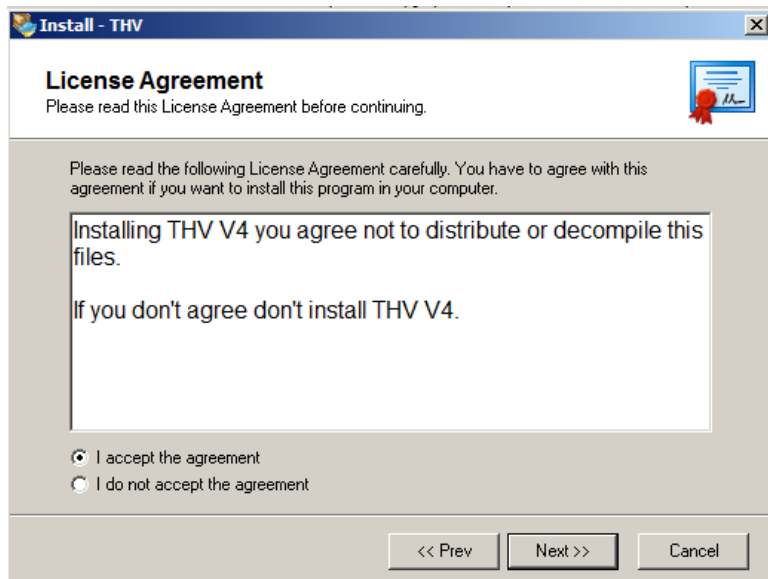 Install - THV
License Agreement
Please read this License Agreement before continuing.
Please read the following License Agreement carefully. You have to agree with this
agreement if you want to install this program in your computer.
Installing THV V4 you agree not to distribute or decompile this
files.
If you don't agree don't install THV V4.
I accept the agreement
I do not accept the agreement
<< Prev
Next >>
Cancel